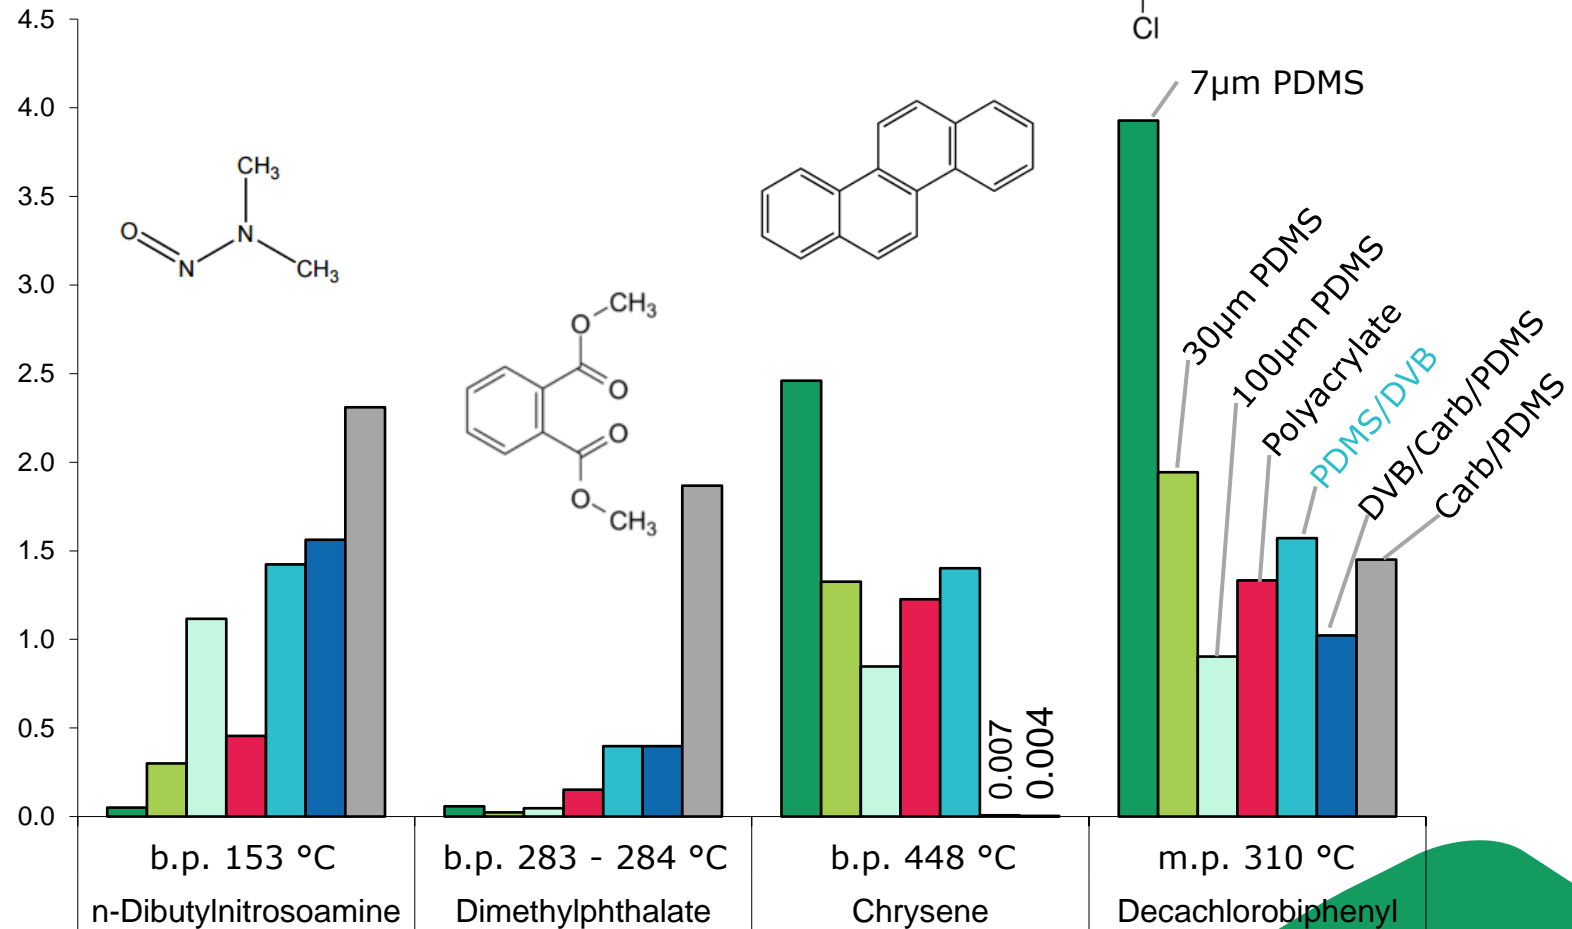 4.5
4.0
3.5
3.0
2.5
2.0
1.5
1.0
0.5
0.0
Cl
CH3
O
N
N
CH3
O
CH3
O
O
O
CH3
7µm PDMS
30µm PDMS
100µm PDMS
Polyacrylate
PDMS/DVB
DVB/Carb/PDMS
Carb/PDMS
0.007
0.004
b.p. 153 °C
b.p. 283 - 284 °C
b.p. 448 °C
m.p. 310 °C
n-Dibutylnitrosoamine
Dimethylphthalate
Chrysene
Decachlorobiphenyl